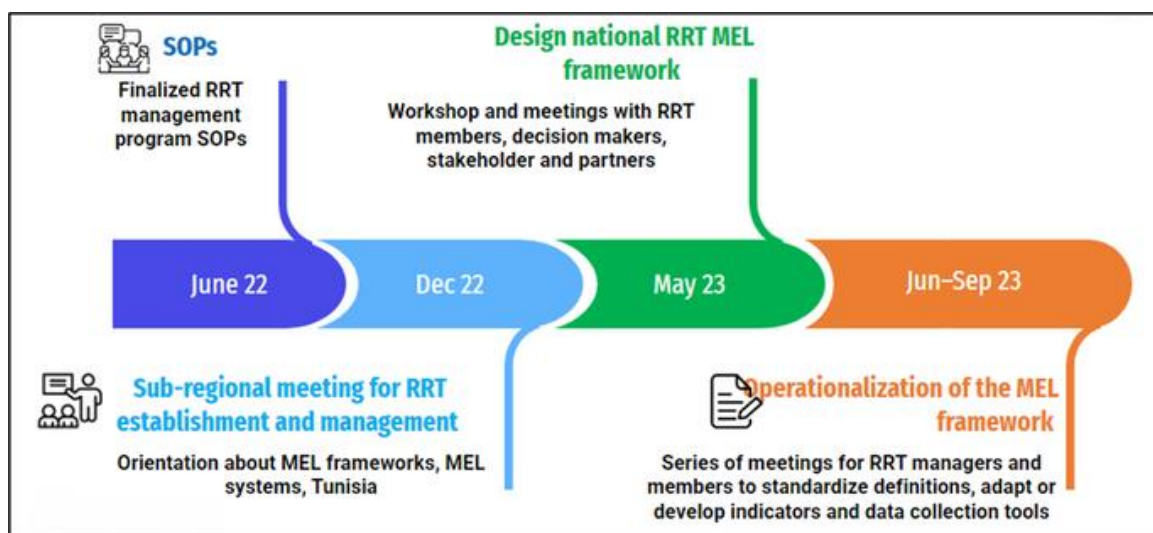 SOPs
Finalized RRT
management
program SOPs
Design national RRT MEL
framework
Workshop and meetings with RRT
members, decision makers,
stakeholder and partners
June 22
Dec 22
May 23
Jun–Sep 23
Sub-regional meeting for RRT
establishment and management
Orientation about MEL frameworks, MEL
systems, Tunisia
Operationalization of the MEL
framework
Series of meetings for RRT managers and
members to standardize definitions, adapt or
develop indicators and data collection tools